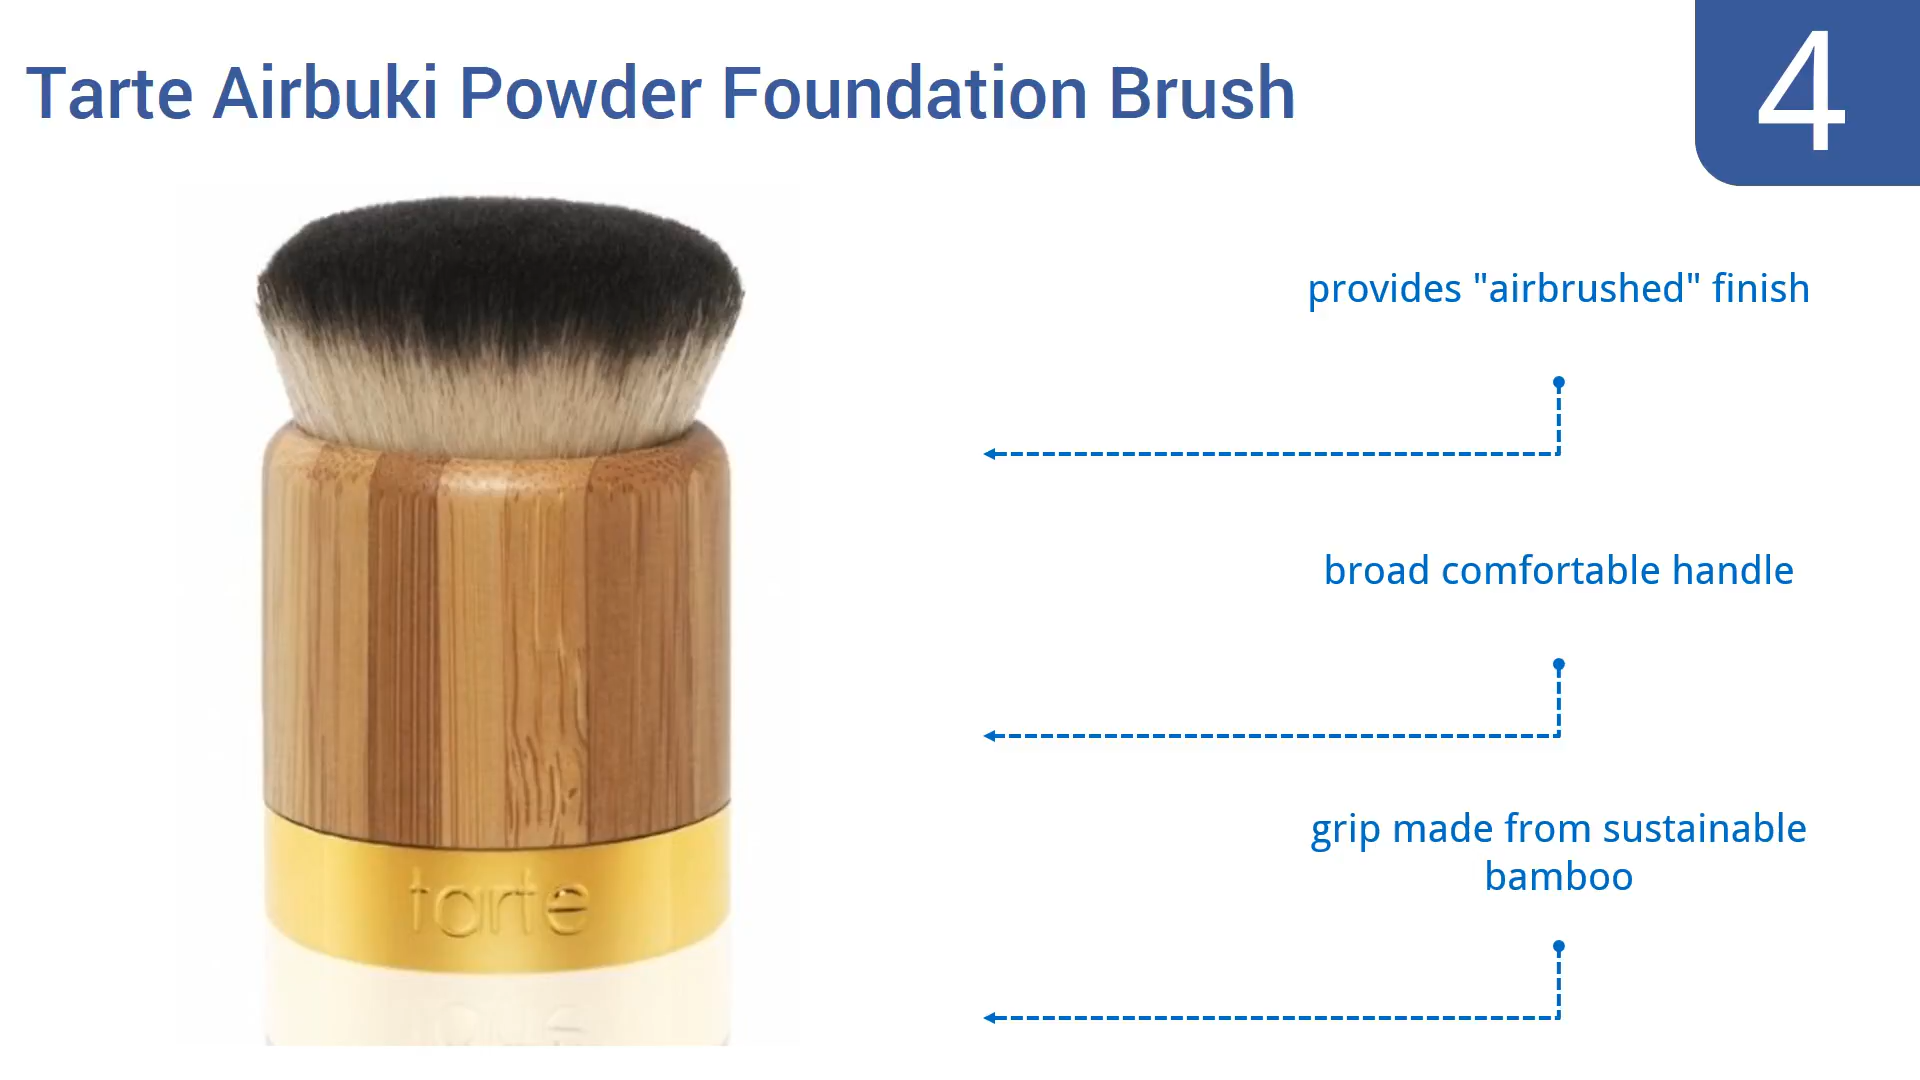 Tarte Airbuki Powder Foundation Brush
4
provides "airbrushed" finish
broad comfortable handle
grip made from sustainable
bamboo
tarte